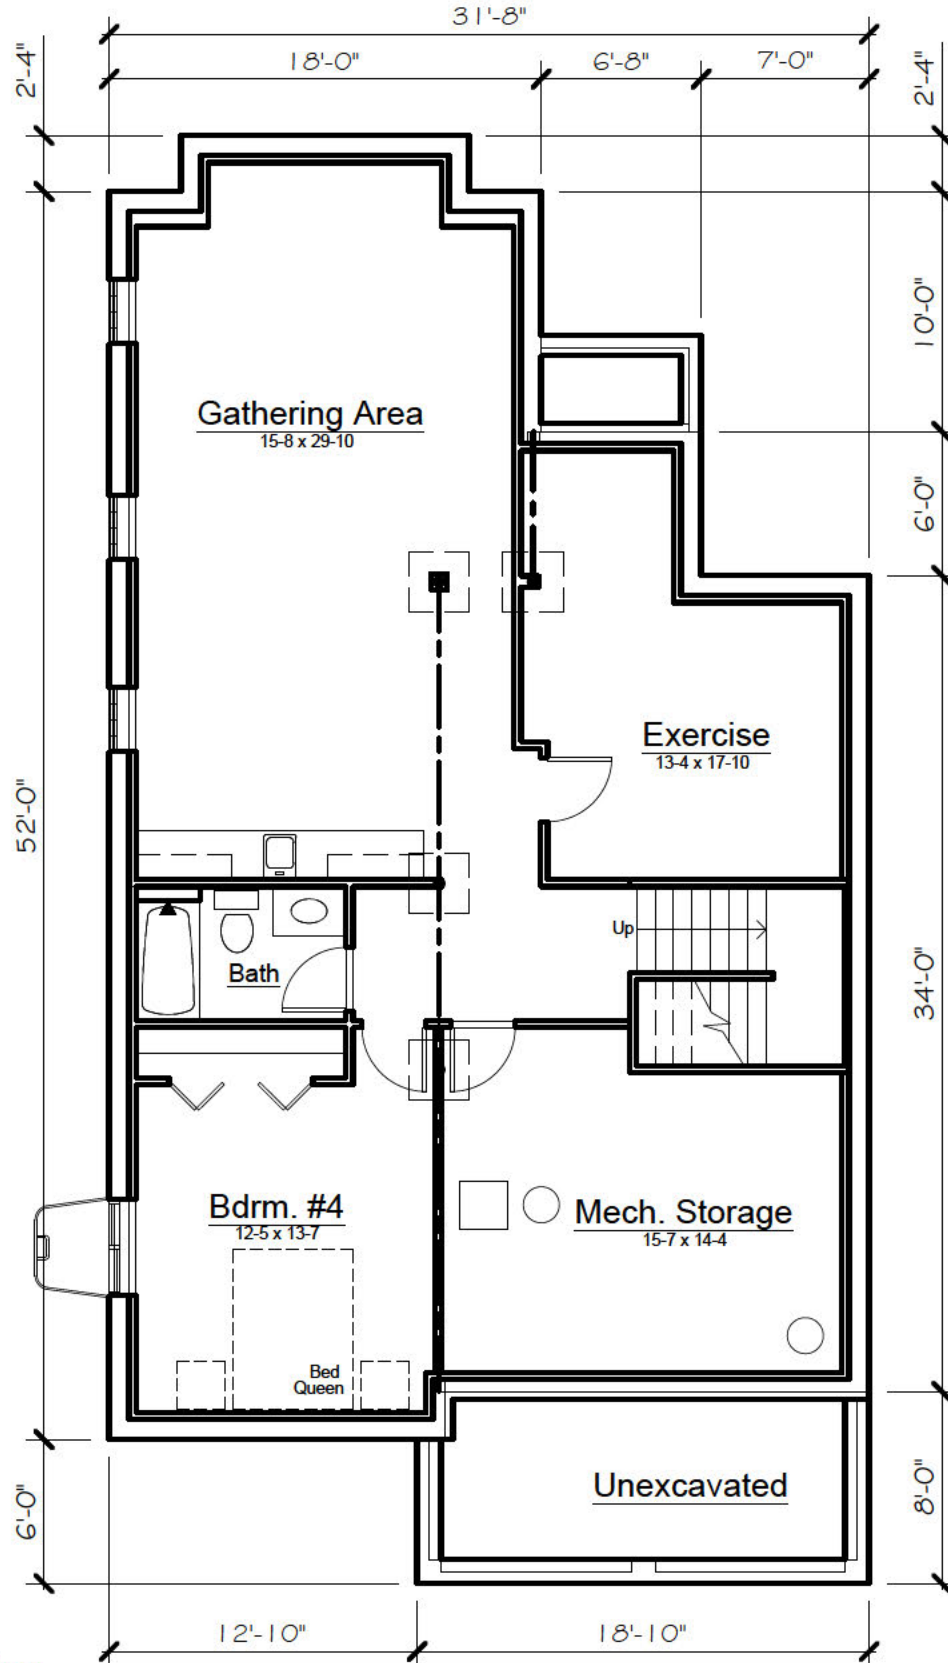 31'-8"
18'-0"
6'-8"
7'-0"
2'-4"
2'-4"
10'-0"
Gathering Area
15-8 x 29-10
6'-0"
Exercise
13-4 x 17-10
52'-0"
Up
Bath
34'-0"
Bdrm. #4
12-5 x 13-7
Mech. Storage
15-7 x 14-4
Bed
Queen
Unexcavated
6'-0"
8'-0"
12'-10"
18'-10"